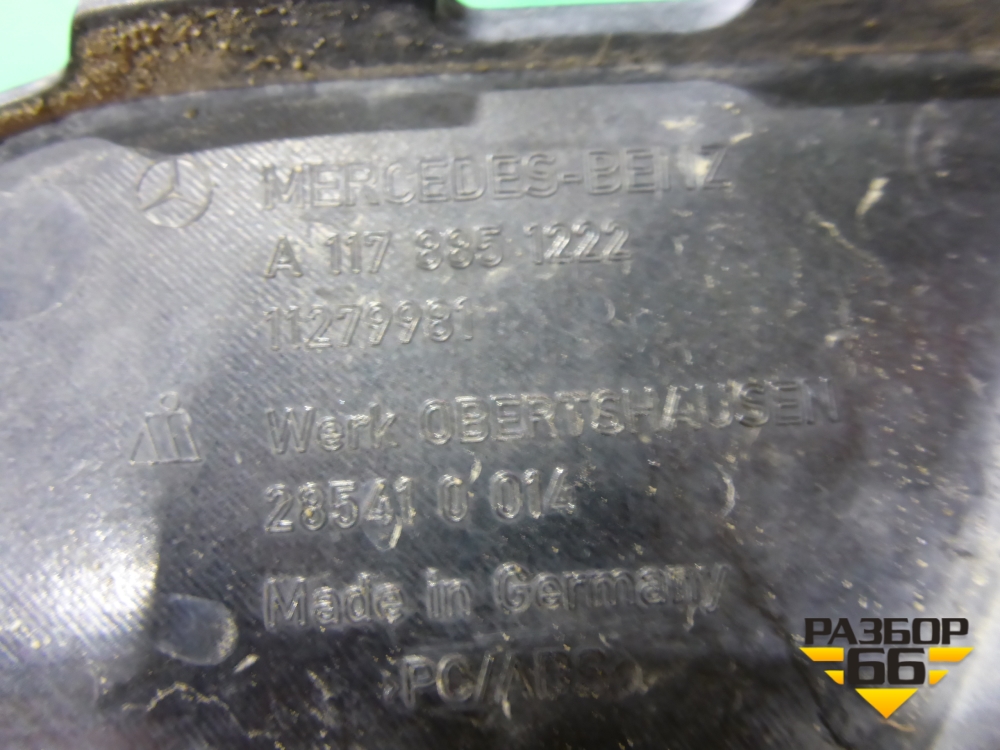 MERCEDES-BENZ
A 117 885 1222
11279981
Werk OBERTSHAUSEN
28541 0 014
Made in Germany
>PC/ABS<
РАЗБОР
66